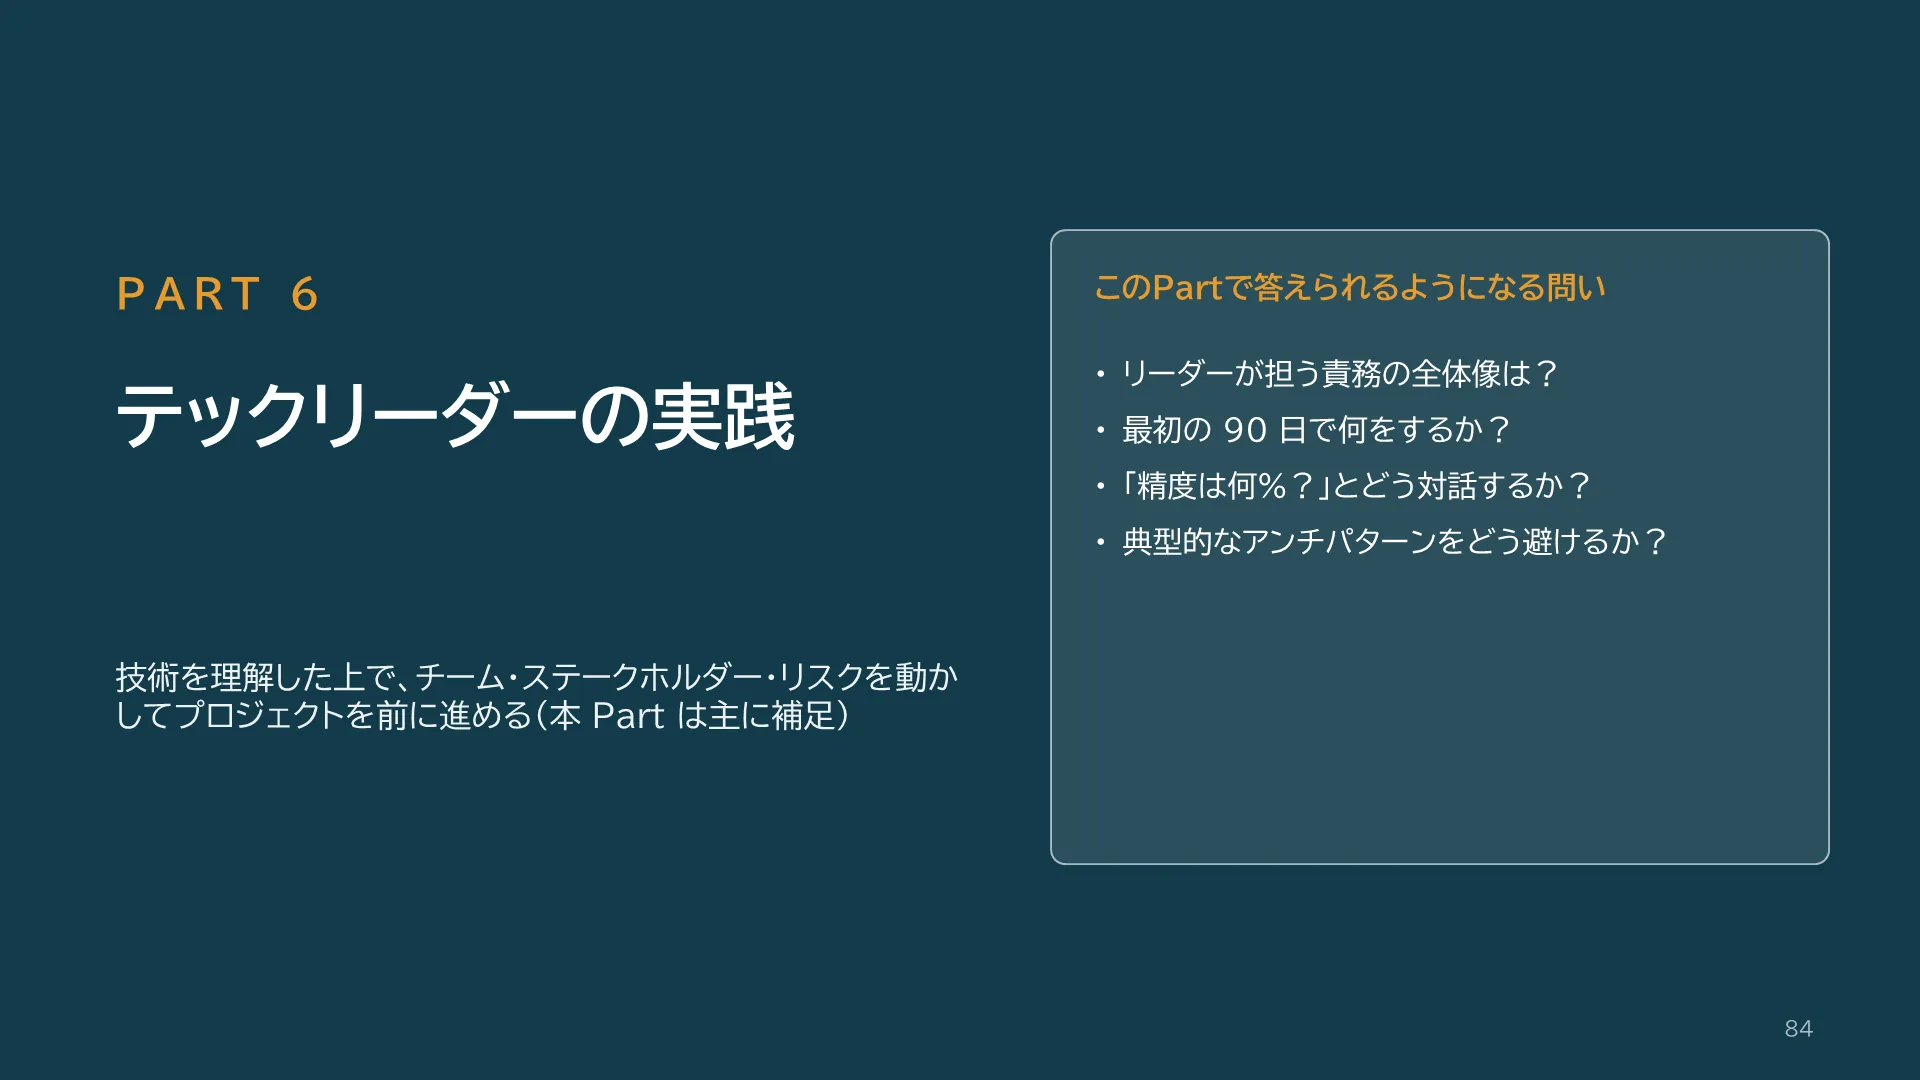 PART 6
テックリーダーの実践
技術を理解した上で、チーム・ステークホルダー・リスクを動か
してプロジェクトを前に進める（本 Part は主に補足）
このPartで答えられるようになる問い
• リーダーが担う責務の全体像は？
• 最初の 90 日で何をするか？
• 「精度は何%？」とどう対話するか？
• 典型的なアンチパターンをどう避けるか？
84